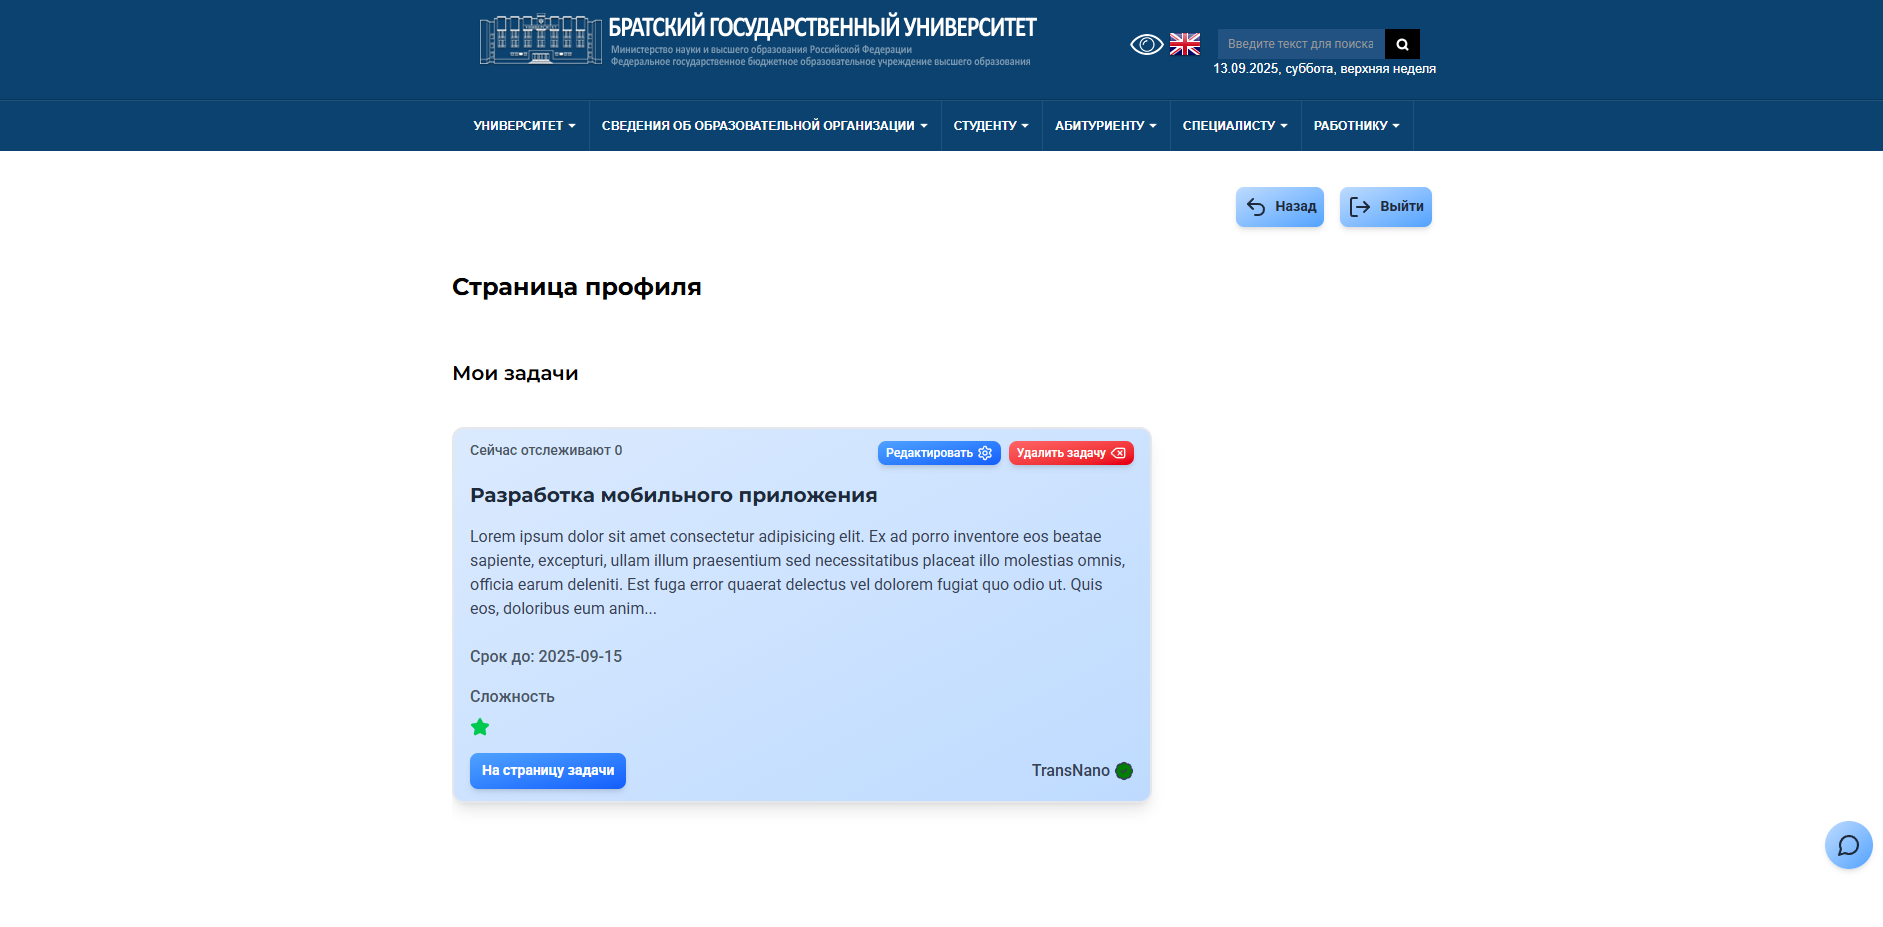 БРАТСКИЙ ГОСУДАРСТВЕННЫЙ УНИВЕРСИТЕТ
Министерство науки и высшего образования Российской Федерации
Федеральное государственное бюджетное образовательное учреждение высшего образования
Введите текст для поиска
13.09.2025, суббота, верхняя неделя
УНИВЕРСИТЕТ СВЕДЕНИЯ ОБ ОБРАЗОВАТЕЛЬНОЙ ОРГАНИЗАЦИИ СТУДЕНТУ АБИТУРИЕНТУ СПЕЦИАЛИСТУ РАБОТНИКУ
Назад Выйти
Страница профиля
Мои задачи
Сейчас отслеживают 0 Редактировать Удалить задачу
Разработка мобильного приложения
Lorem ipsum dolor sit amet consectetur adipisicing elit. Ex ad porro inventore eos beatae
sapiente, excepturi, ullam illum praesentium sed necessitatibus placeat illo molestias omnis,
officia earum deleniti. Est fuga error quaerat delectus vel dolorem fugiat quo odio ut. Quis
eos, doloribus eum anim...
Срок до: 2025-09-15
Сложность
На страницу задачи TransNano